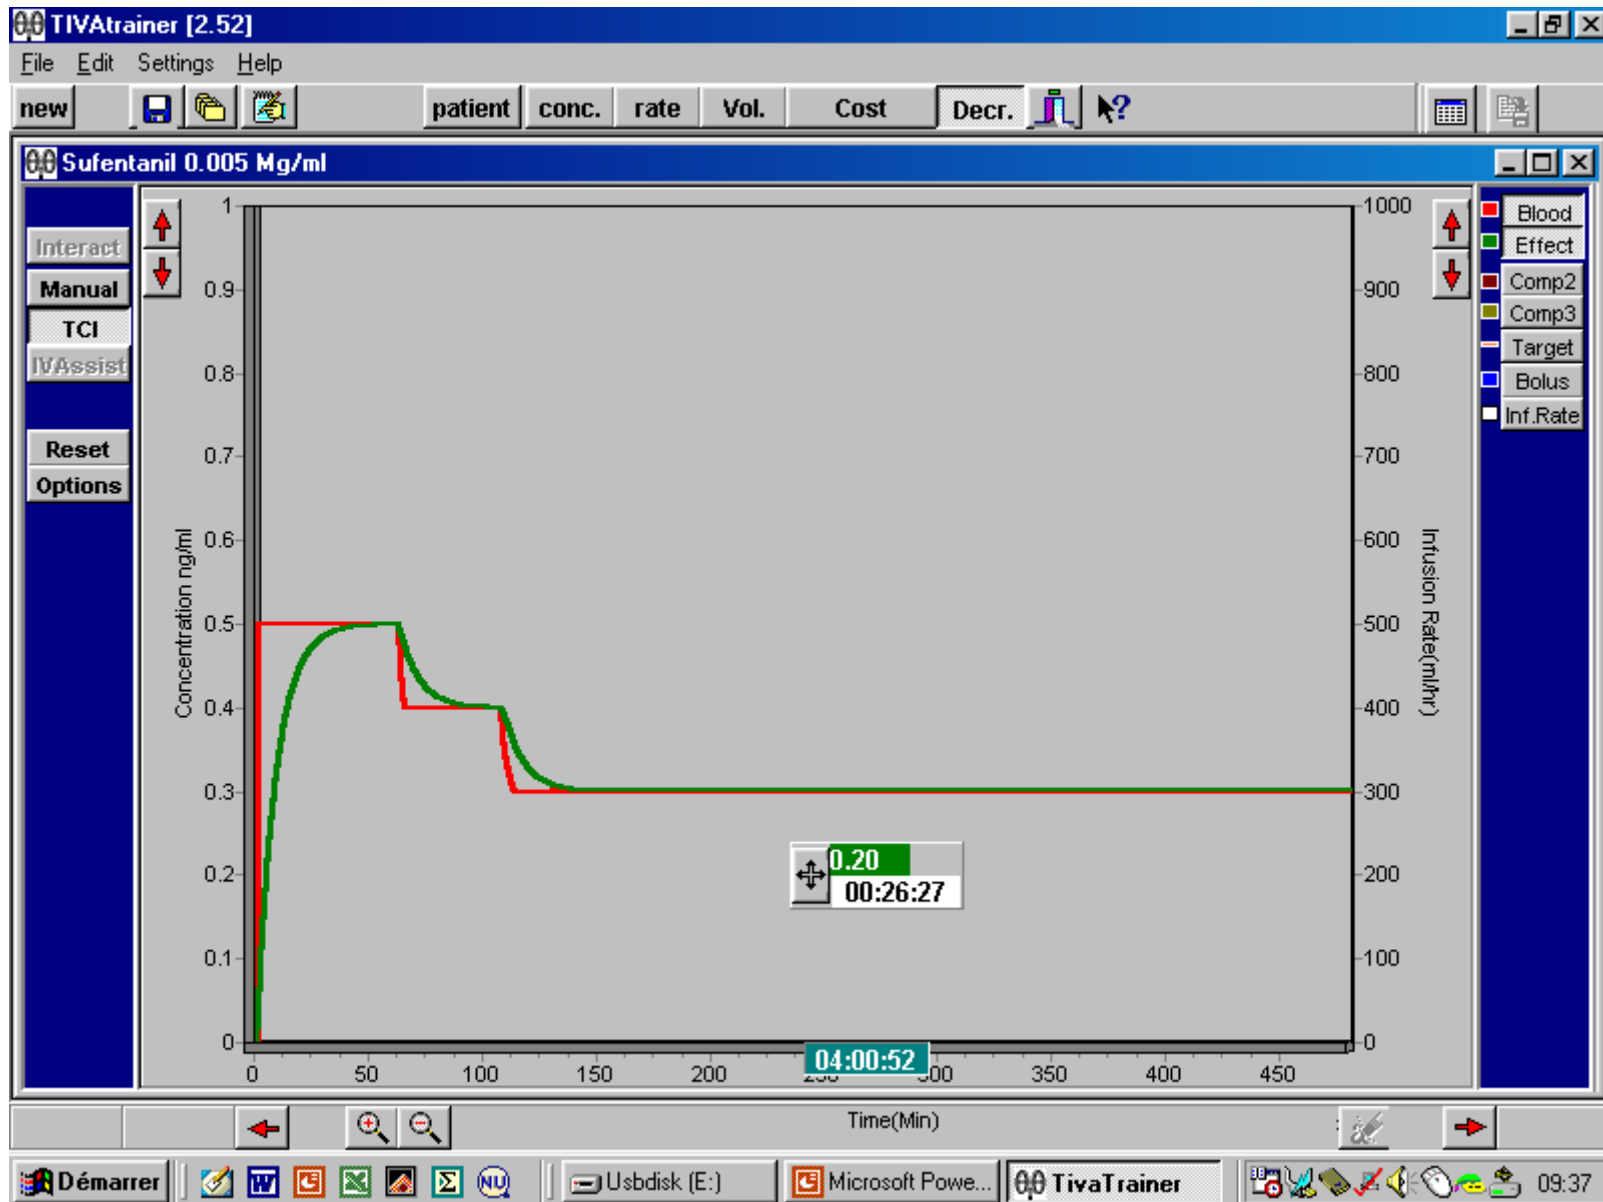 TIVAtrainer [2.52]
File Edit Settings Help
new patient conc. rate Vol. Cost Decr.
Sufentanil 0.005 Mg/ml
Interact
Manual
TCI
IVAssist
Reset
Options
Concentration ng/ml
1
0.9
0.8
0.7
0.6
0.5
0.4
0.3
0.2
0.1
0
0.20
00:26:27
1000
900
800
700
600
500
400
300
200
100
0
Infusion Rate(ml/hr)
Blood
Effect
Comp2
Comp3
Target
Bolus
Inf.Rate
04:00:52
0 50 100 150 200 300 350 400 450
Time(Min)
Démarrer Usbdisk (E:) Microsoft Powe... TivaTrainer 09:37